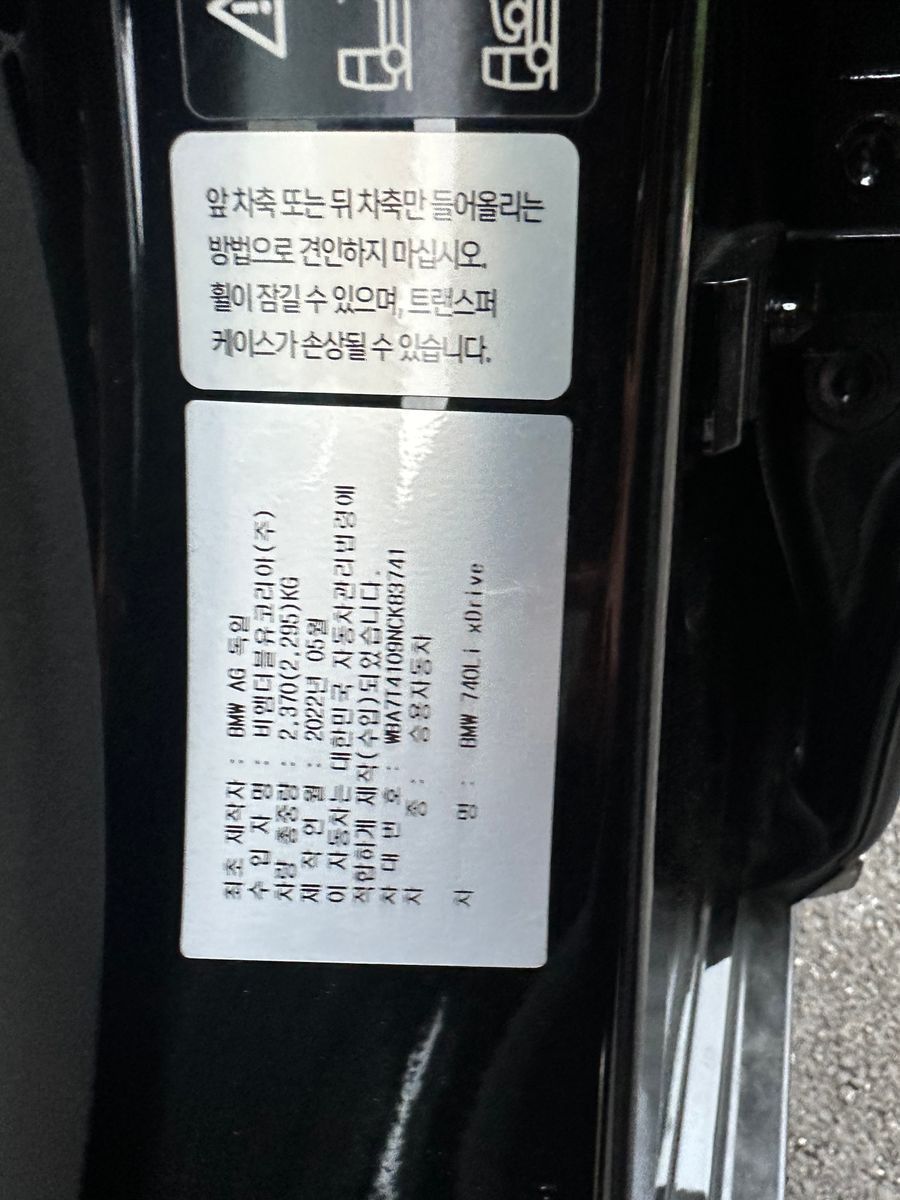 앞 차축 또는 뒤 차축만 들어올리는
방법으로 견인하지 마십시오.
휠이 잠길 수 있으며, 트랜스퍼
케이스가 손상될 수 있습니다.
최초 제작자 : BMW AG 독일
수 입 자 명 : 비엠더블유코리아(주)
차량 총중량 : 2,370(2,295)KG
제 작 연 월 : 2022년 05월
이 자동차는 대한민국 자동차관리법령에
적합하게 제작(수입)되었습니다.
차 대 번 호 : WBA7T4109NCK83741
차 종 : 승용자동차
차 명 : BMW 740Li xDrive